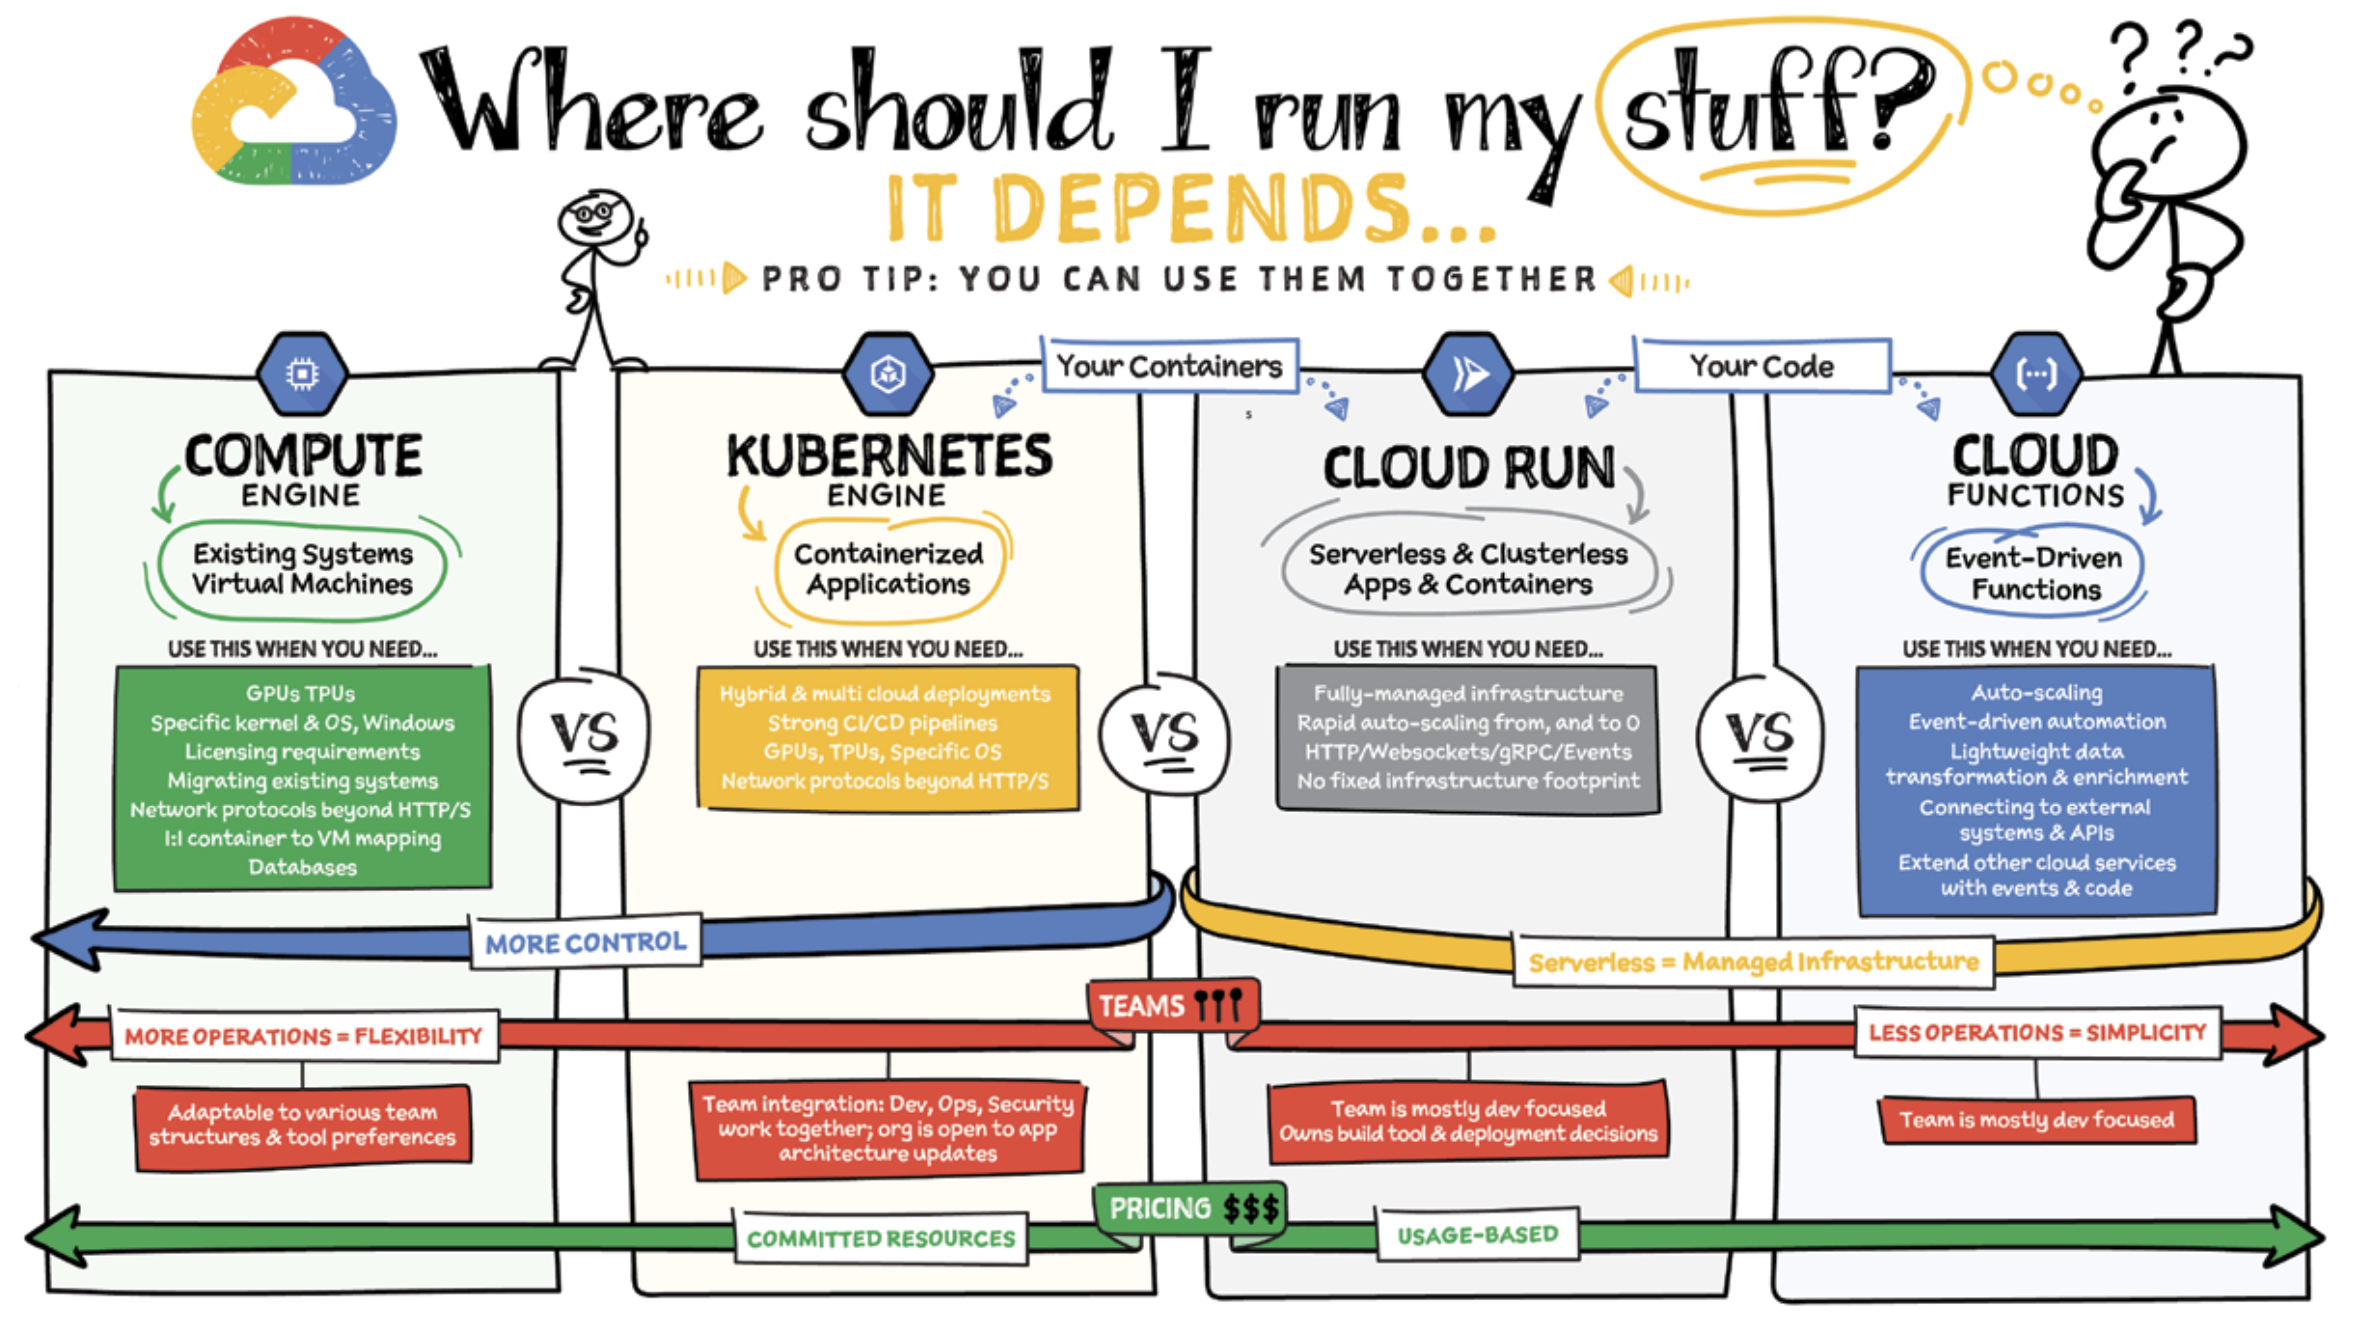 Where should I run my stuff?
? ? ?
IT DEPENDS...
PRO TIP: YOU CAN USE THEM TOGETHER
Your Containers
Your Code
s
COMPUTE
ENGINE
Existing Systems
Virtual Machines
USE THIS WHEN YOU NEED...
GPUs TPUs
Specific kernel & OS, Windows
Licensing requirements
Migrating existing systems
Network protocols beyond HTTP/S
1:1 container to VM mapping
Databases
VS
KUBERNETES
ENGINE
Containerized
Applications
USE THIS WHEN YOU NEED...
Hybrid & multi cloud deployments
Strong CI/CD pipelines
GPUs, TPUs, Specific OS
Network protocols beyond HTTP/S
VS
CLOUD RUN
Serverless & Clusterless
Apps & Containers
USE THIS WHEN YOU NEED...
Fully-managed infrastructure
Rapid auto-scaling from, and to 0
HTTP/Websockets/gRPC/Events
No fixed infrastructure footprint
VS
CLOUD
FUNCTIONS
Event-Driven
Functions
USE THIS WHEN YOU NEED...
Auto-scaling
Event-driven automation
Lightweight data
transformation & enrichment
Connecting to external
systems & APIs
Extend other cloud services
with events & code
MORE CONTROL
Serverless = Managed Infrastructure
TEAMS
MORE OPERATIONS = FLEXIBILITY
LESS OPERATIONS = SIMPLICITY
Adaptable to various team
structures & tool preferences
Team integration: Dev, Ops, Security
work together; org is open to app
architecture updates
Team is mostly dev focused
Owns build tool & deployment decisions
Team is mostly dev focused
PRICING $$$
COMMITTED RESOURCES
USAGE-BASED